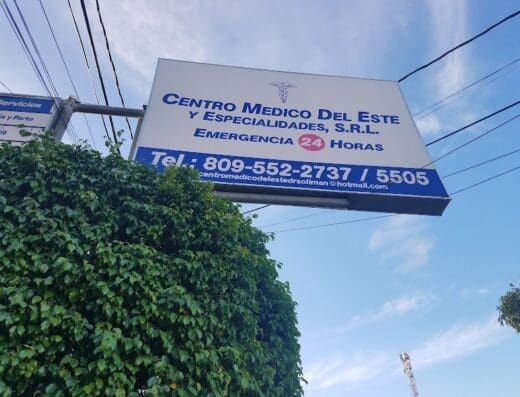 Servicios
y Parto
CENTRO MEDICO DEL ESTE
Y ESPECIALIDADES, S.R.L.
EMERGENCIA 24 HORAS
Tel.: 809-552-2737 / 5505
centromedicodelestedrsoliman@hotmail.com